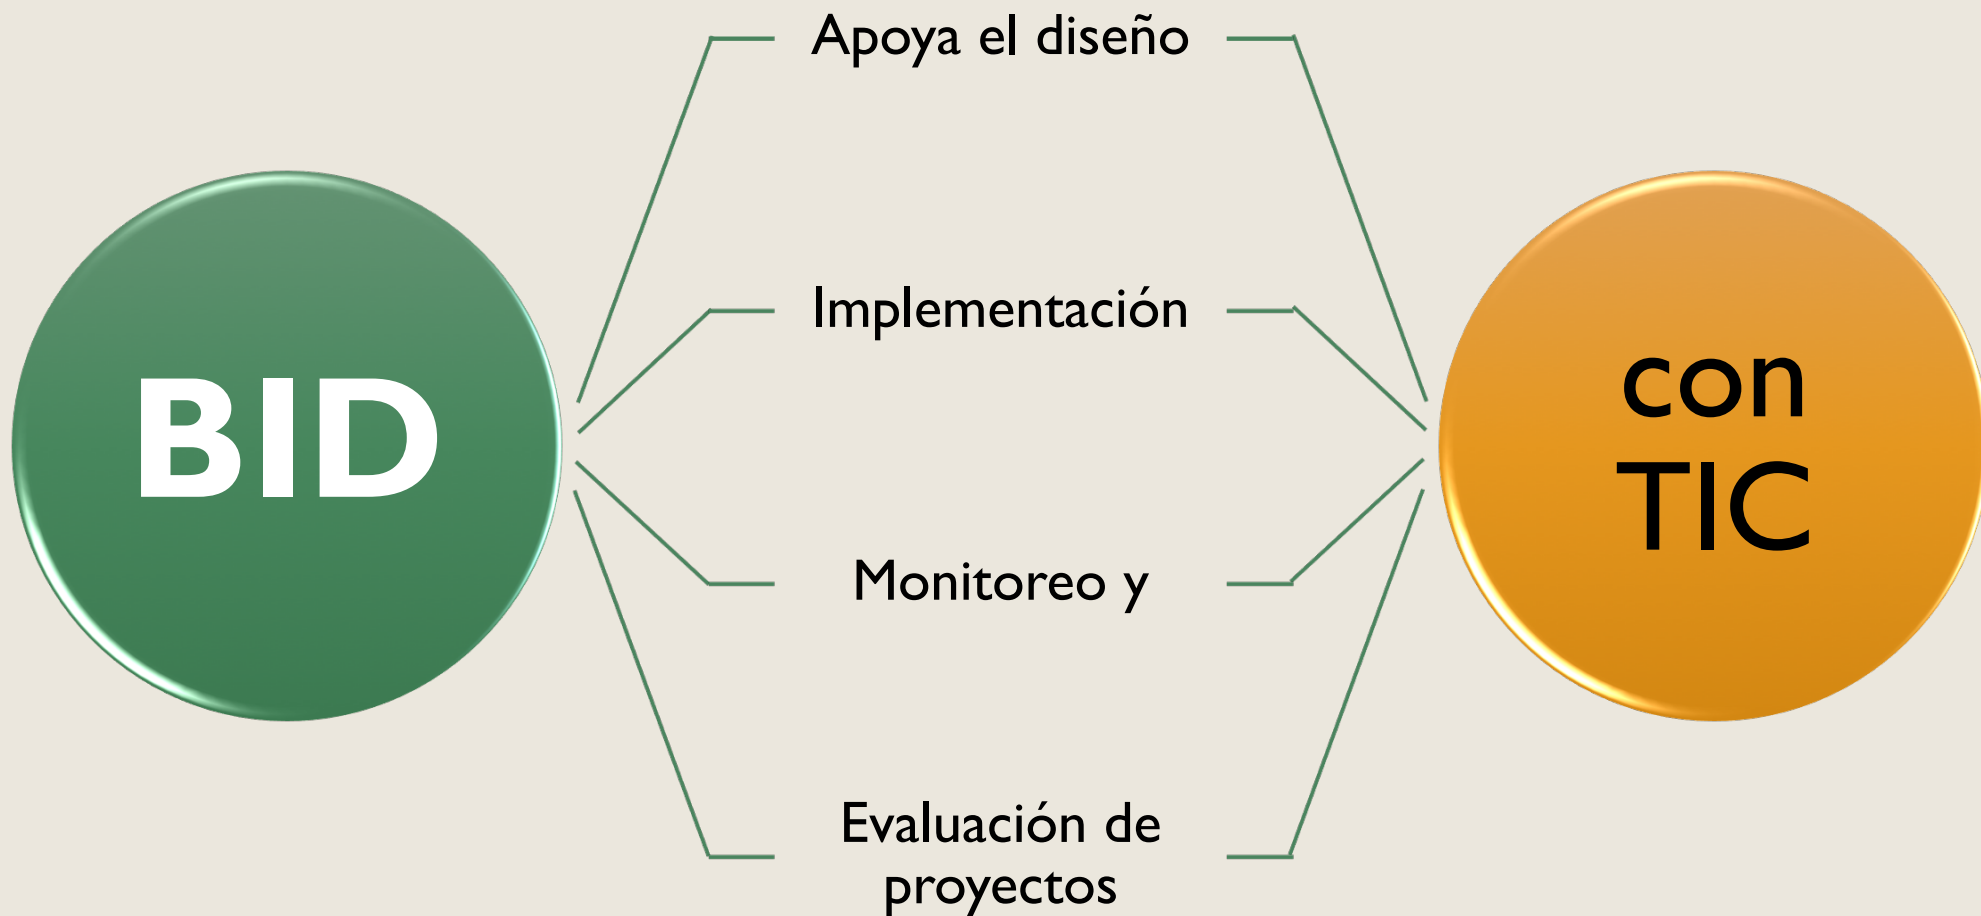 BID
Apoya el diseño
Implementación
Monitoreo y
Evaluación de
proyectos
con
TIC